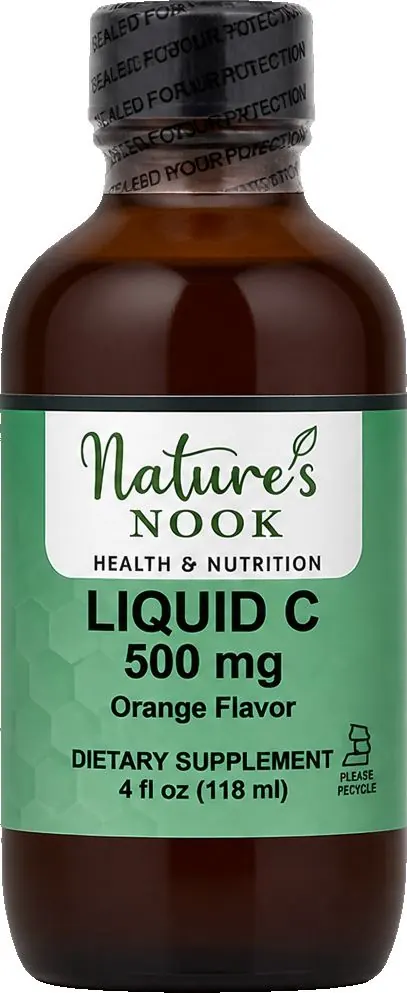 SEALED FOR YOUR PROTECTION
Nature's
NOOK
HEALTH & NUTRITION
LIQUID C
500 mg
Orange Flavor
DIETARY SUPPLEMENT
4 fl oz (118 ml)
PLEASE
PECYCLE